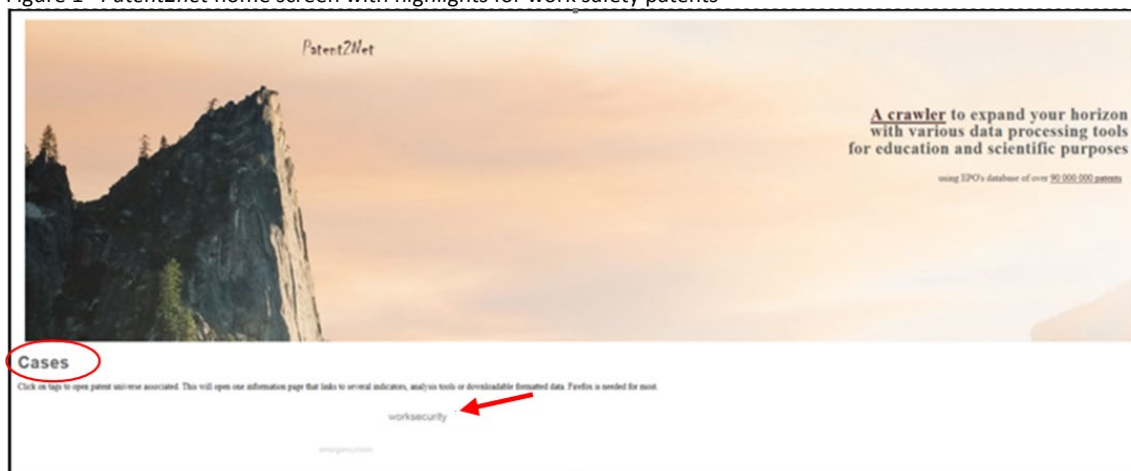 Figure 1 - Patent2net home screen with highlights for work safety patents
Patent2Net
A crawler to expand your horizon
with various data processing tools
for education and scientific purposes
using EPO's database of over 90 000 000 patents
Cases
Click on tags to open patent universe associated. This will open one information page that links to several indicators, analysis tools or downloadable formatted data. Firefox is needed for most.
worksecurity